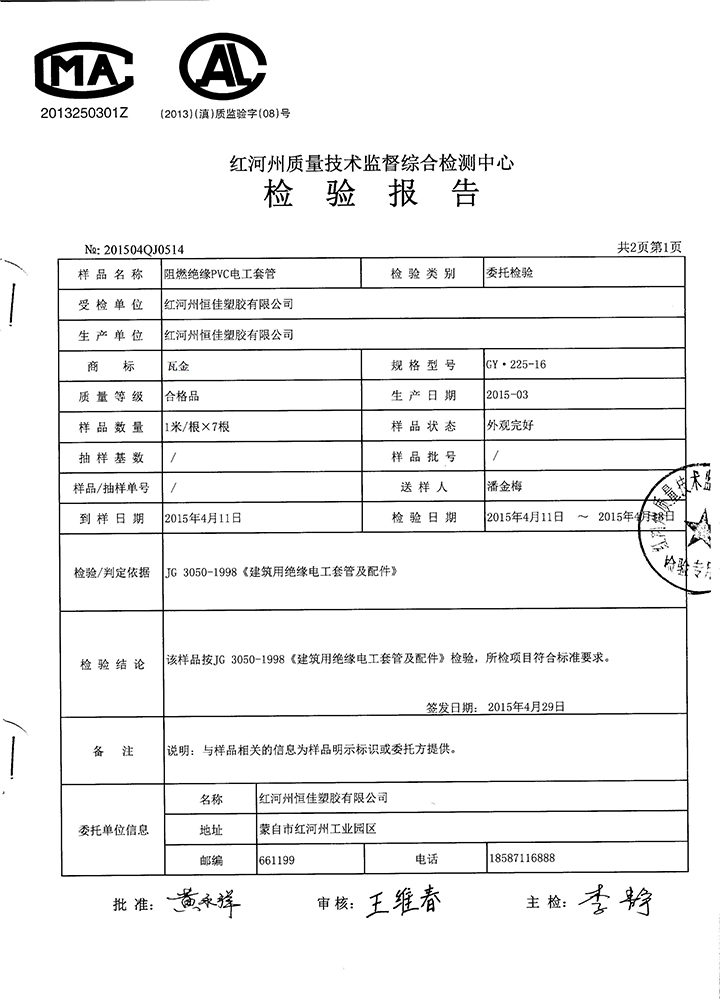 CMA CAL
2013250301Z (2013)(滇)质监验字(08)号
红河州质量技术监督综合检测中心
检验报告
№: 201504QJ0514 共2页第1页
样品名称 阻燃绝缘PVC电工套管 检验类别 委托检验
受检单位 红河州恒佳塑胶有限公司
生产单位 红河州恒佳塑胶有限公司
商标 瓦金 规格型号 GY·225-16
质量等级 合格品 生产日期 2015-03
样品数量 1米/根×7根 样品状态 外观完好
抽样基数 / 样品批号 /
样品/抽样单号 / 送样人 潘金梅
到样日期 2015年4月11日 检验日期 2015年4月11日 ～ 2015年4月28日
检验/判定依据 JG 3050-1998《建筑用绝缘电工套管及配件》
检验结论 该样品按JG 3050-1998《建筑用绝缘电工套管及配件》检验，所检项目符合标准要求。
签发日期: 2015年4月29日
备注 说明: 与样品相关的信息为样品明示标识或委托方提供。
委托单位信息 名称 红河州恒佳塑胶有限公司
地址 蒙自市红河州工业园区
邮编 661199 电话 18587116888
批准: 黄永祥 审核: 王维春 主检: 李静
红河州质量技术监
检验专用